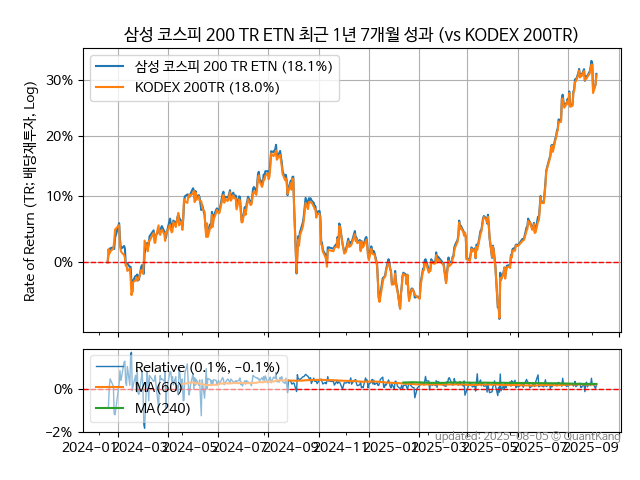 삼성 코스피 200 TR ETN 최근 1년 7개월 성과 (vs KODEX 200TR)
삼성 코스피 200 TR ETN (18.1%)
KODEX 200TR (18.0%)
Rate of Return (TR: 배당재투자, Log)
30%
20%
10%
0%
Relative (0.1%, −0.1%)
MA(60)
MA(240)
0%
−2%
updated: 2025-08-05 © QuantKang
2024-01
2024-03
2024-05
2024-07
2024-09
2024-11
2025-01
2025-03
2025-05
2025-07
2025-09